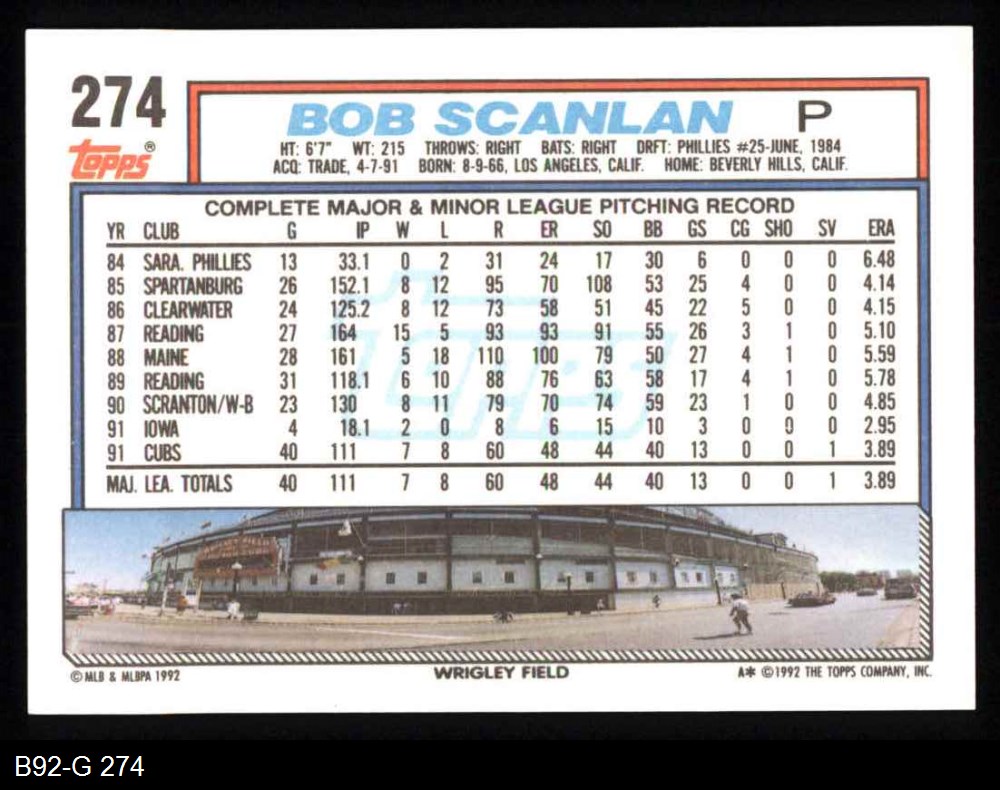 274
Topps®
BOB SCANLAN P
HT: 6'7" WT: 215 THROWS: RIGHT BATS: RIGHT DRFT: PHILLIES #25-JUNE, 1984
ACQ: TRADE, 4-7-91 BORN: 8-9-66, LOS ANGELES, CALIF. HOME: BEVERLY HILLS, CALIF.
COMPLETE MAJOR & MINOR LEAGUE PITCHING RECORD
YR CLUB G IP W L R ER SO BB GS CG SHO SV ERA
84 SARA. PHILLIES 13 33.1 0 2 31 24 17 30 6 0 0 0 6.48
85 SPARTANBURG 26 152.1 8 12 95 70 108 53 25 4 0 0 4.14
86 CLEARWATER 24 125.2 8 12 73 58 51 45 22 5 0 0 4.15
87 READING 27 164 15 5 93 93 91 55 26 3 1 0 5.10
88 MAINE 28 161 5 18 110 100 79 50 27 4 1 0 5.59
89 READING 31 118.1 6 10 88 76 63 58 17 4 1 0 5.78
90 SCRANTON/W-B 23 130 8 11 79 70 74 59 23 1 0 0 4.85
91 IOWA 4 18.1 2 0 8 6 15 10 3 0 0 0 2.95
91 CUBS 40 111 7 8 60 48 44 40 13 0 0 1 3.89
MAJ. LEA. TOTALS 40 111 7 8 60 48 44 40 13 0 0 1 3.89
Topps
© MLB & MLBPA 1992 WRIGLEY FIELD A* ©1992 THE TOPPS COMPANY, INC.
B92-G 274